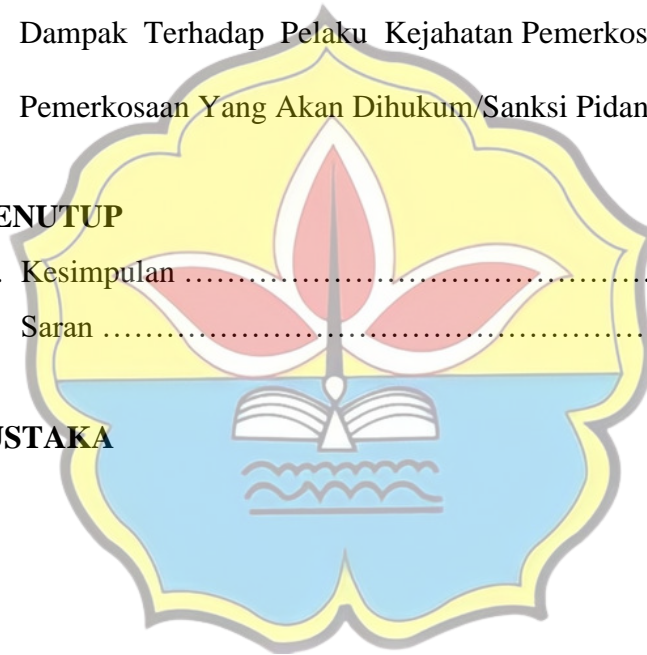 Dampak Terhadap Pelaku Kejahatan Pemerkos
Pemerkosaan Yang Akan Dihukum/Sanksi Pidan
ENUTUP
. Kesimpulan ……………………………………
Saran ……………………………………………
USTAKA